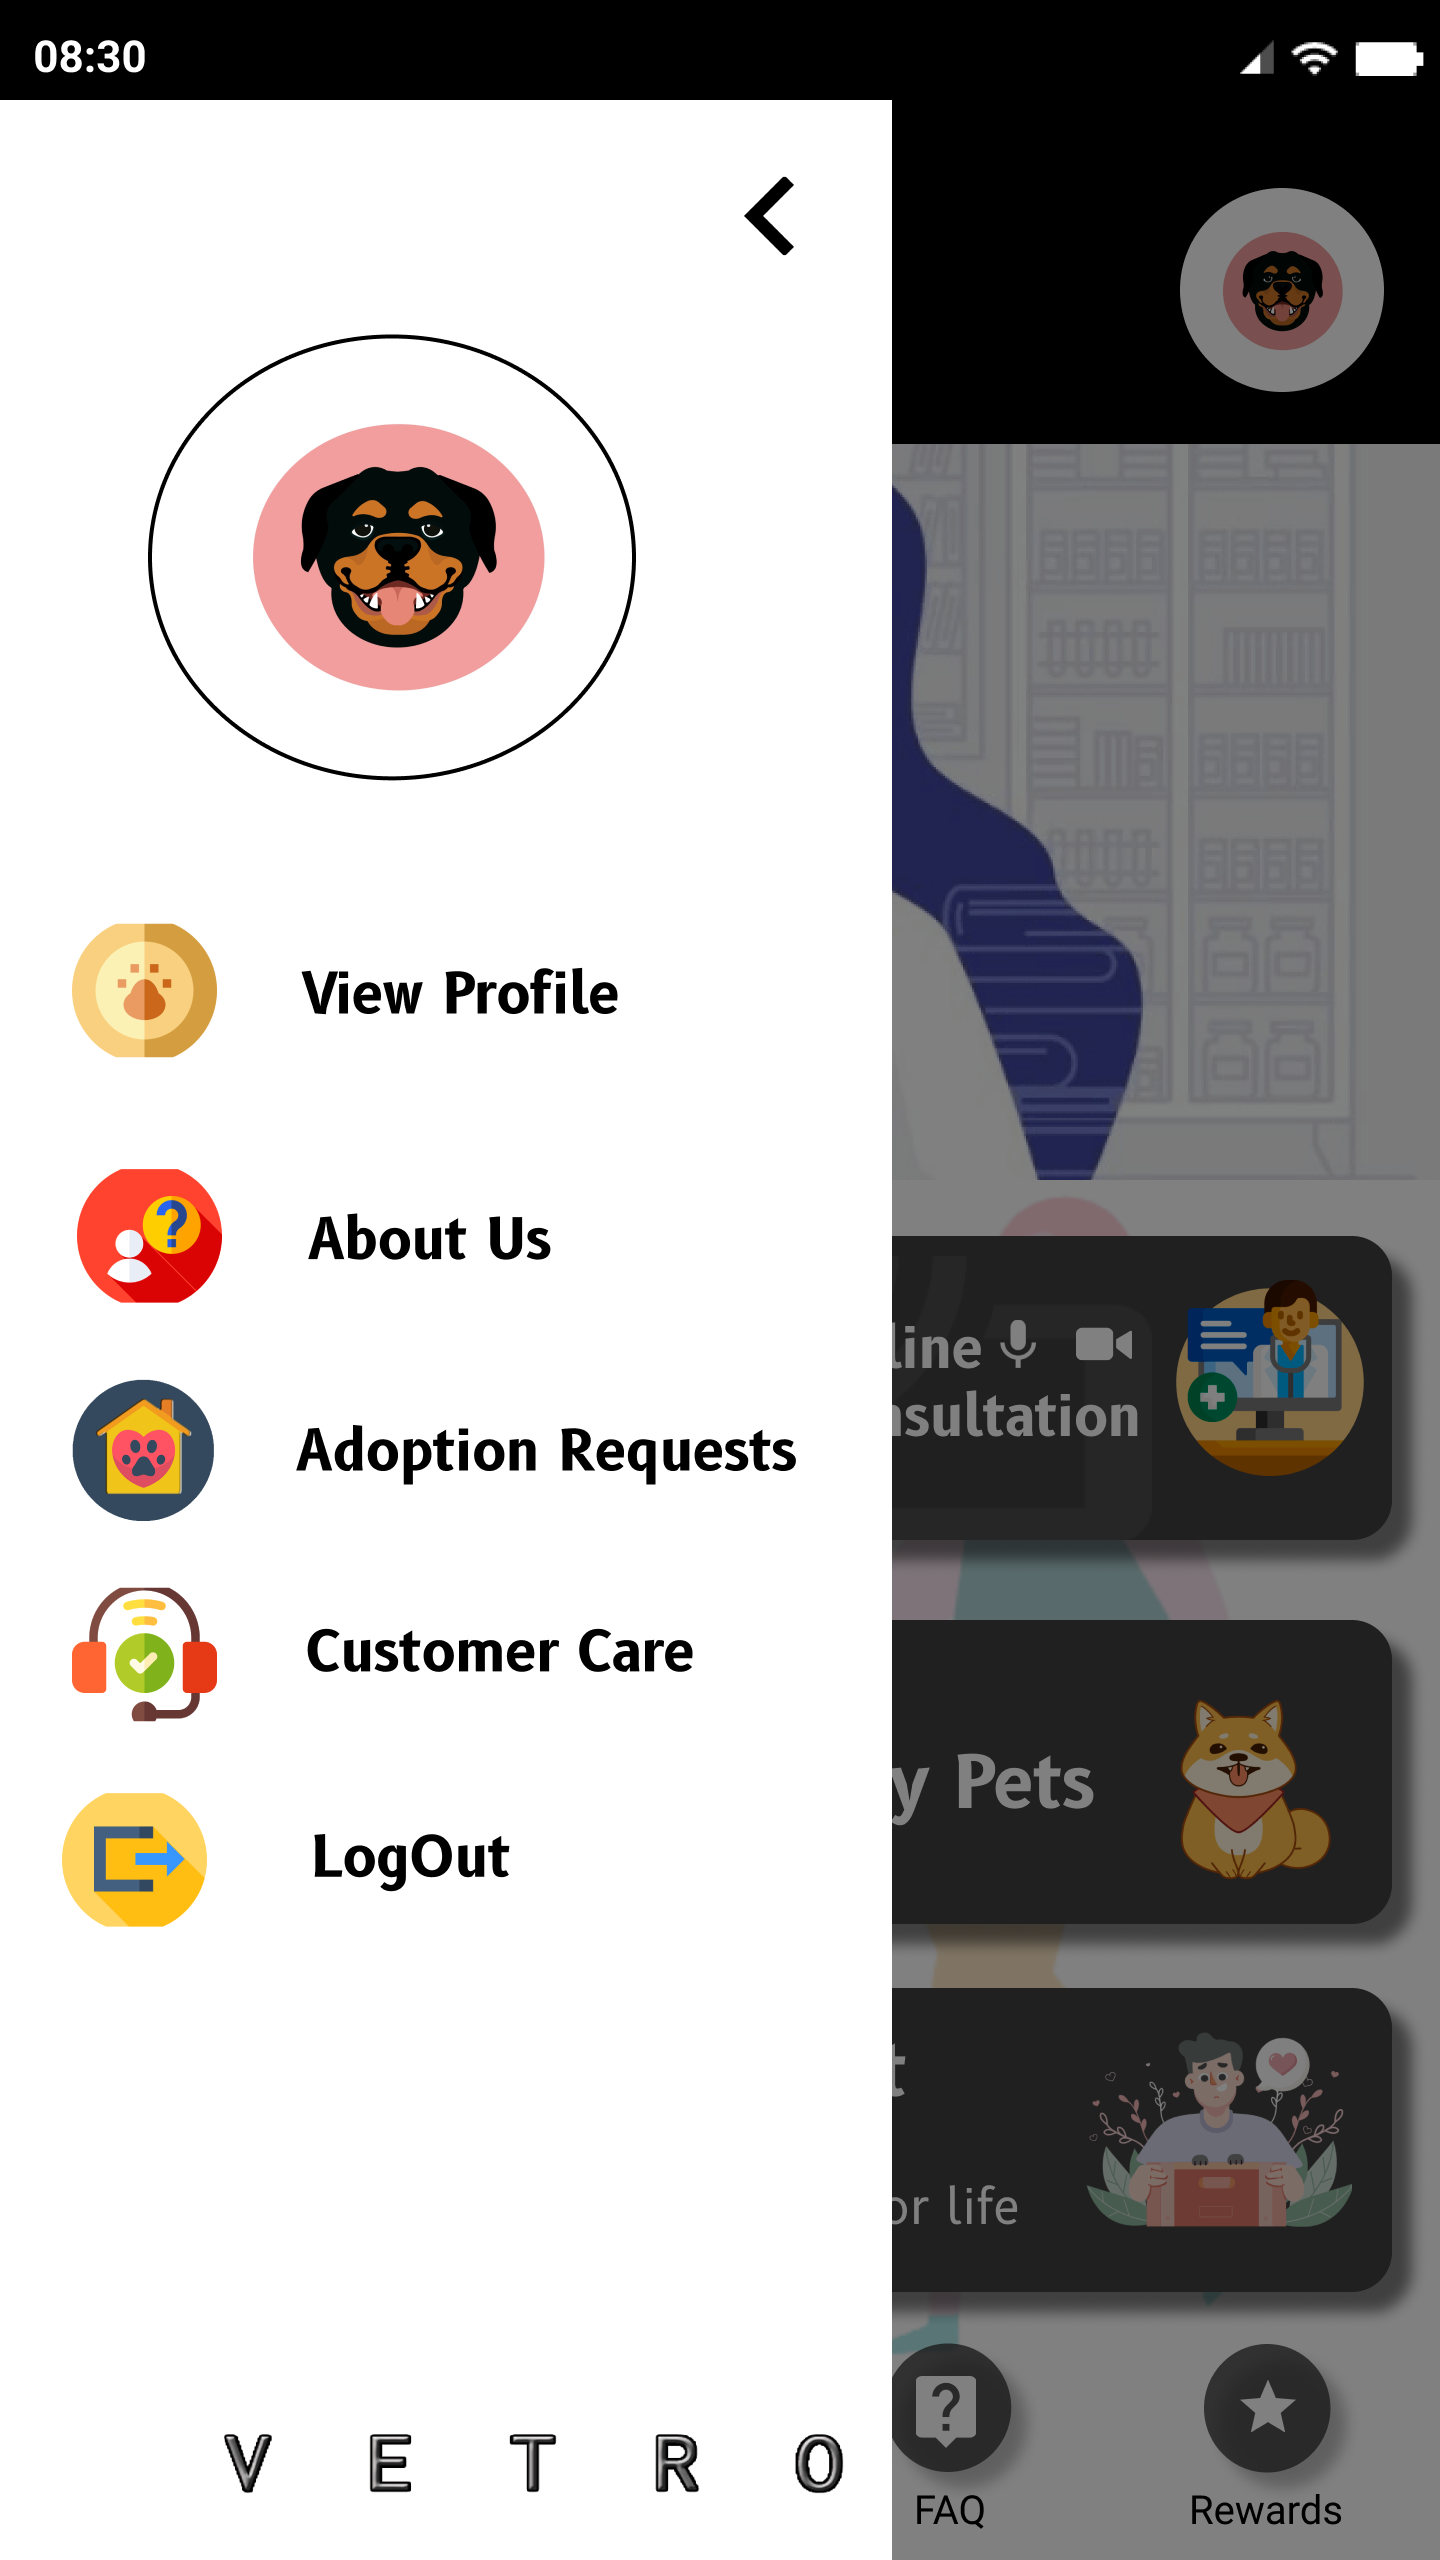 08:30
View Profile
About Us
Adoption Requests
Customer Care
LogOut
V E T R O
line
nsultation
y Pets
t
or life
FAQ
Rewards